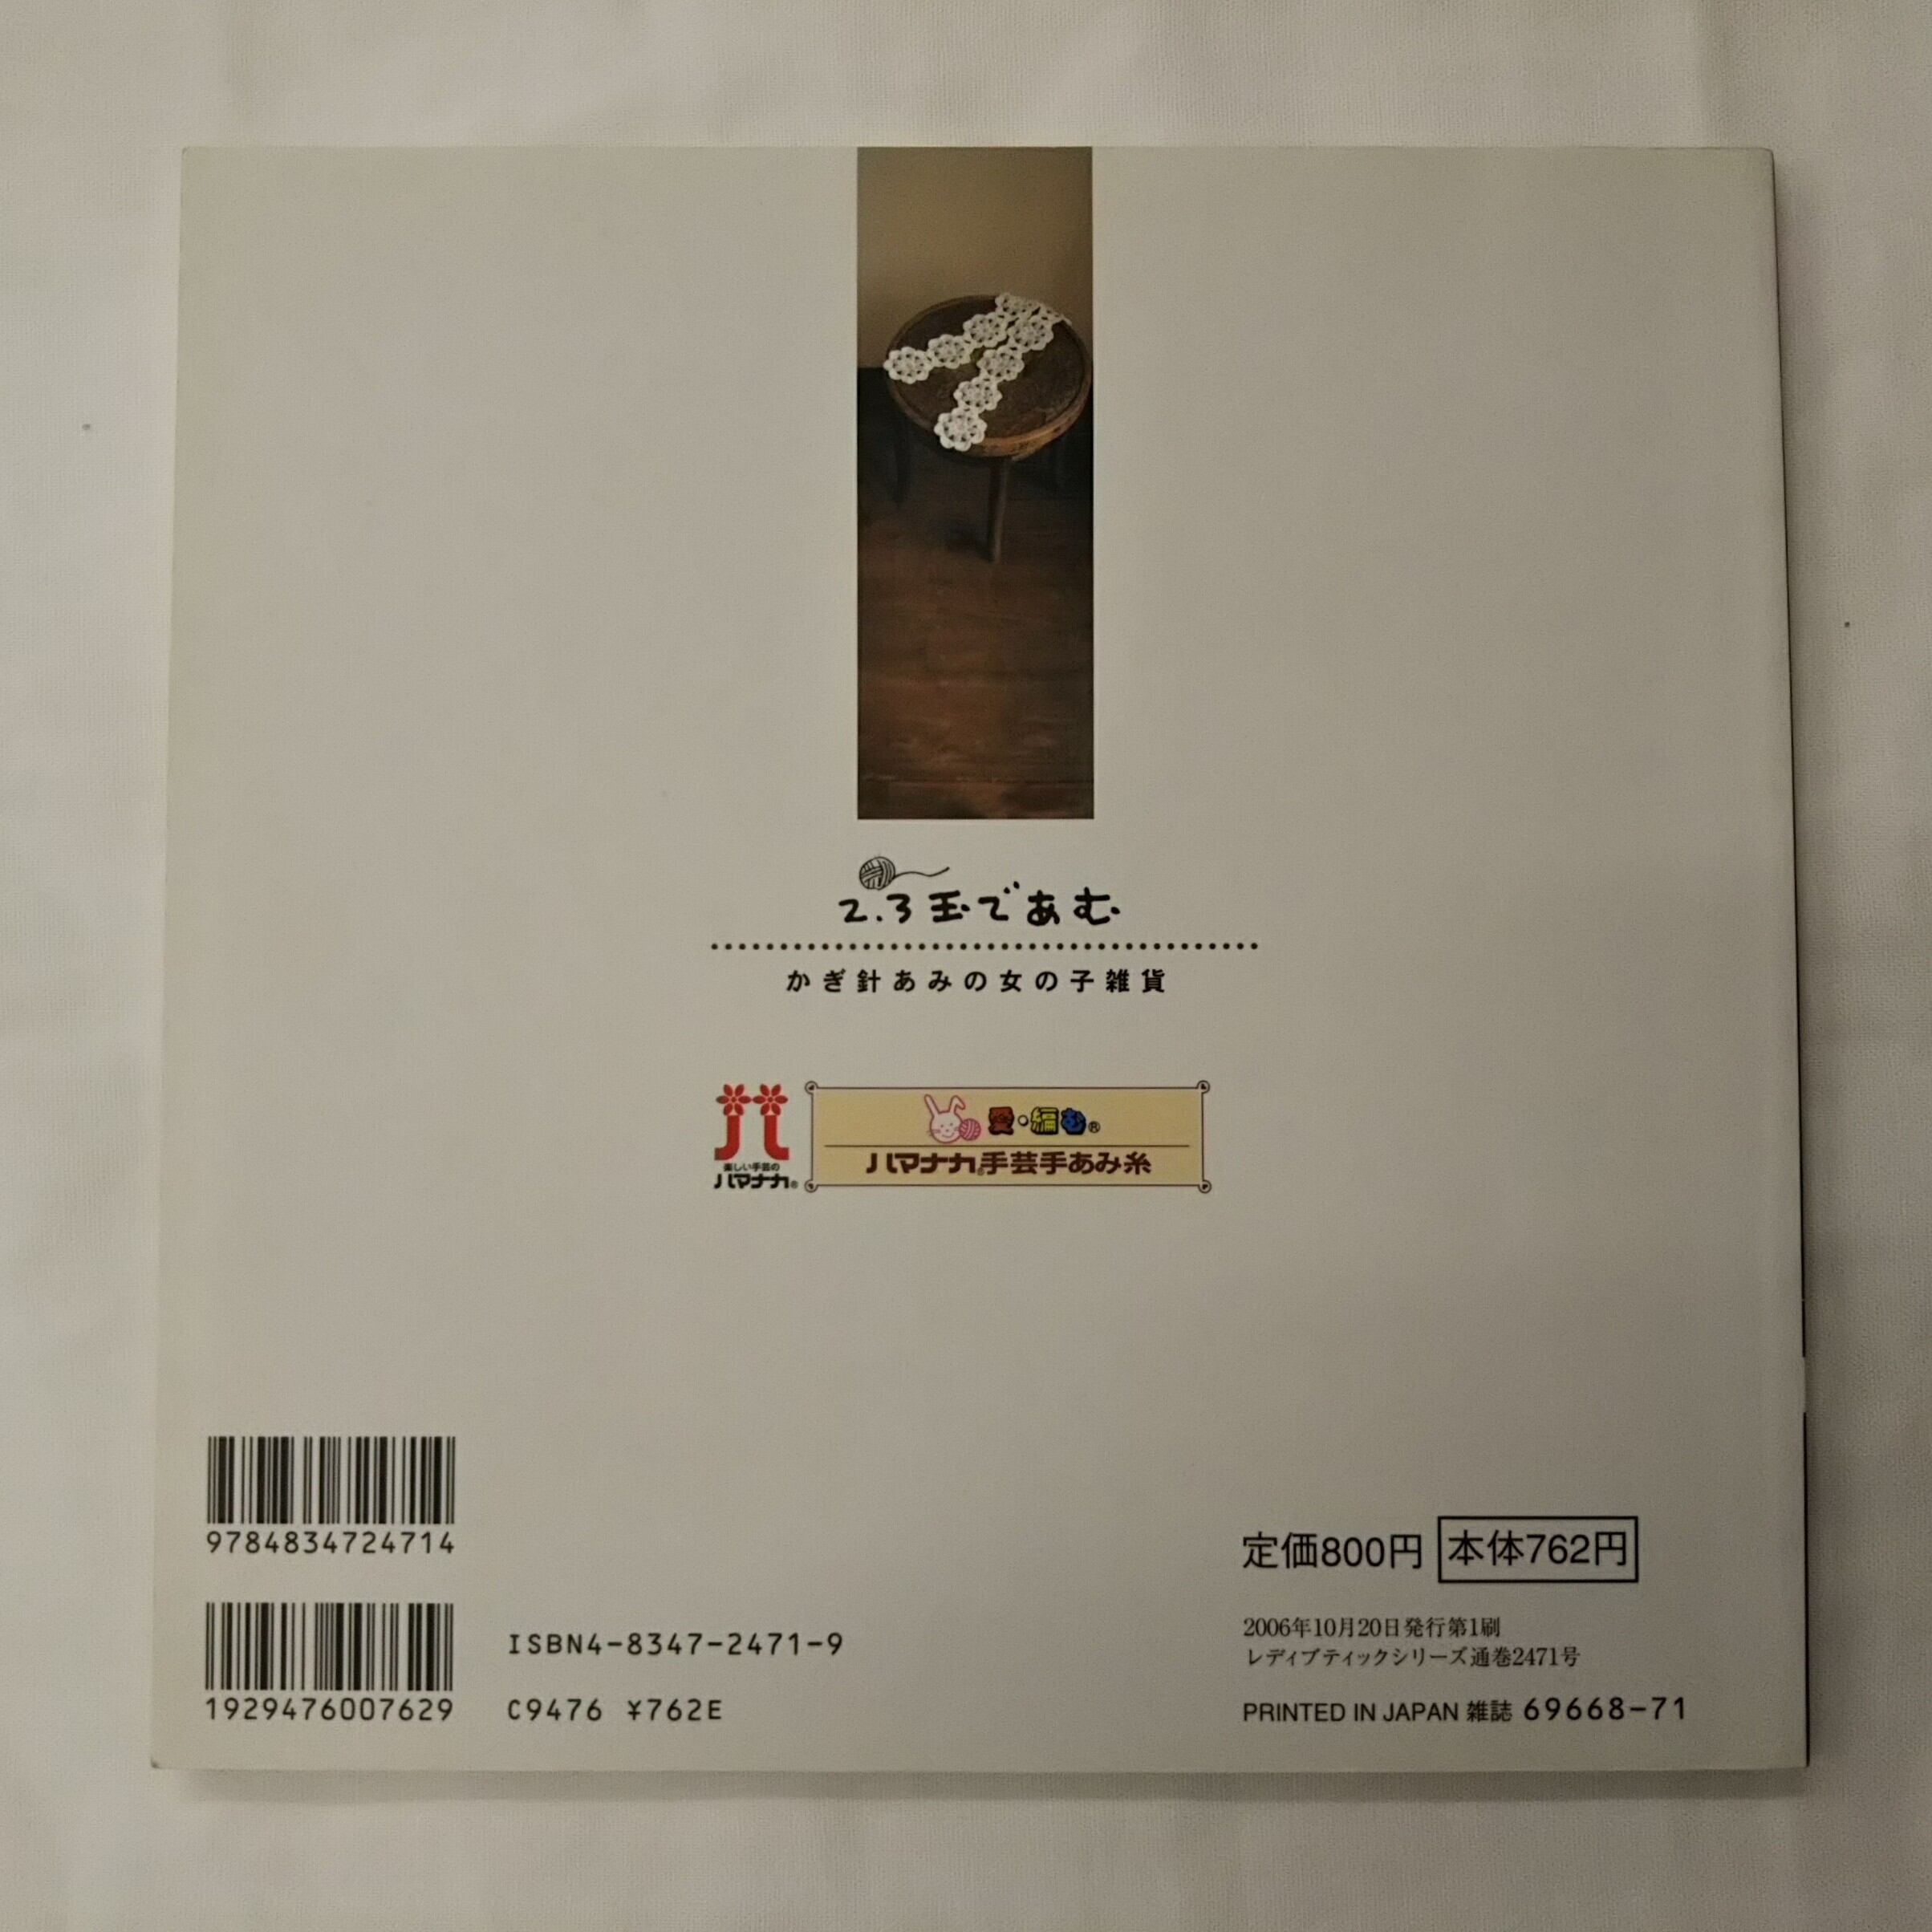 2.3玉であむ
かぎ針あみの女の子雑貨
楽しい手芸の
ハマナカ®
愛・編む®
ハマナカ®手芸手あみ糸
9784834724714
1929476007629
ISBN4-8347-2471-9
C9476 ¥762E
定価800円 本体762円
2006年10月20日発行第1刷
レディブティックシリーズ通巻2471号
PRINTED IN JAPAN 雑誌 69668-71